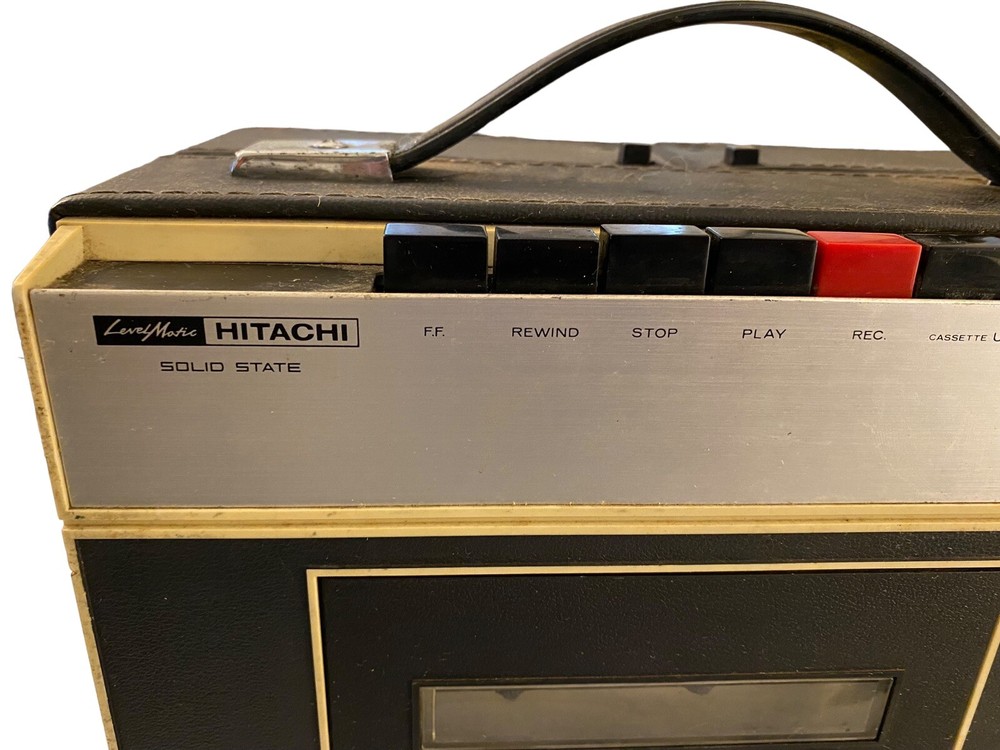 LevelMatic HITACHI
SOLID STATE
F.F. REWIND STOP PLAY REC. CASSETTE